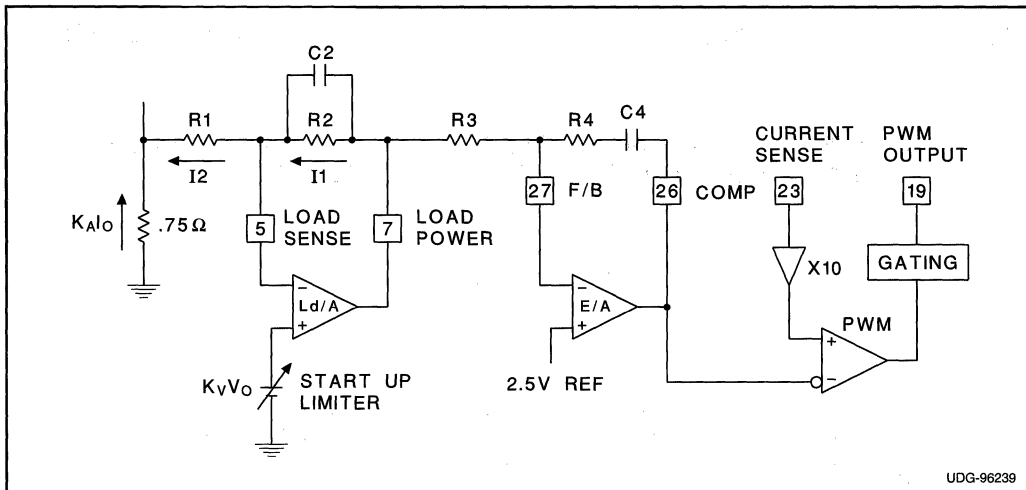 C2
R1
R2
R3
R4
C4
CURRENT
SENSE
PWM
OUTPUT
I2
I1
27
F/B
26
COMP
23
19
KAIO
.75Ω
5
LOAD
SENSE
7
LOAD
POWER
X10
GATING
−
Ld/A
+
−
E/A
+
PWM
+
−
KVVO
START UP
LIMITER
2.5V REF
UDG-96239